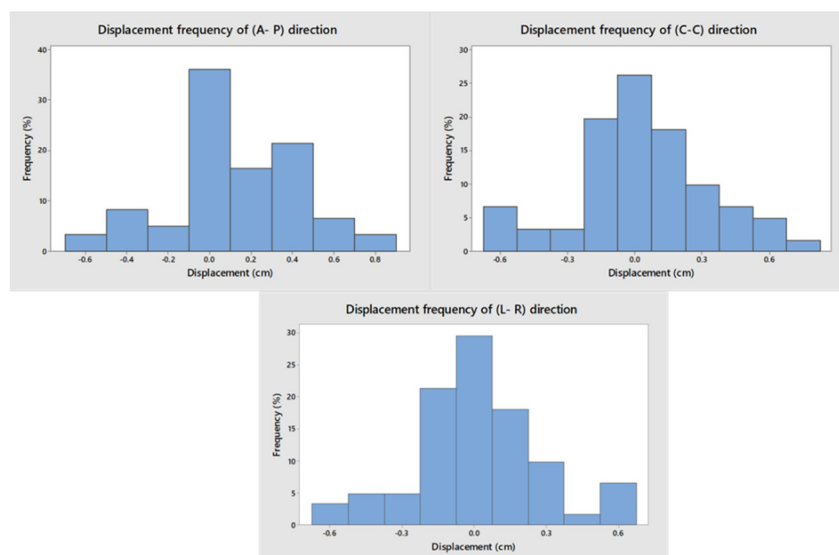 Displacement frequency of (A- P) direction
40
30
20
10
0
Frequency (%)
-0.6 -0.4 -0.2 0.0 0.2 0.4 0.6 0.8
Displacement (cm)
Displacement frequency of (C-C) direction
30
25
20
15
10
5
0
Frequency (%)
-0.6 -0.3 0.0 0.3 0.6
Displacement (cm)
Displacement frequency of (L- R) direction
30
25
20
15
10
5
0
Frequency (%)
-0.6 -0.3 0.0 0.3 0.6
Displacement (cm)